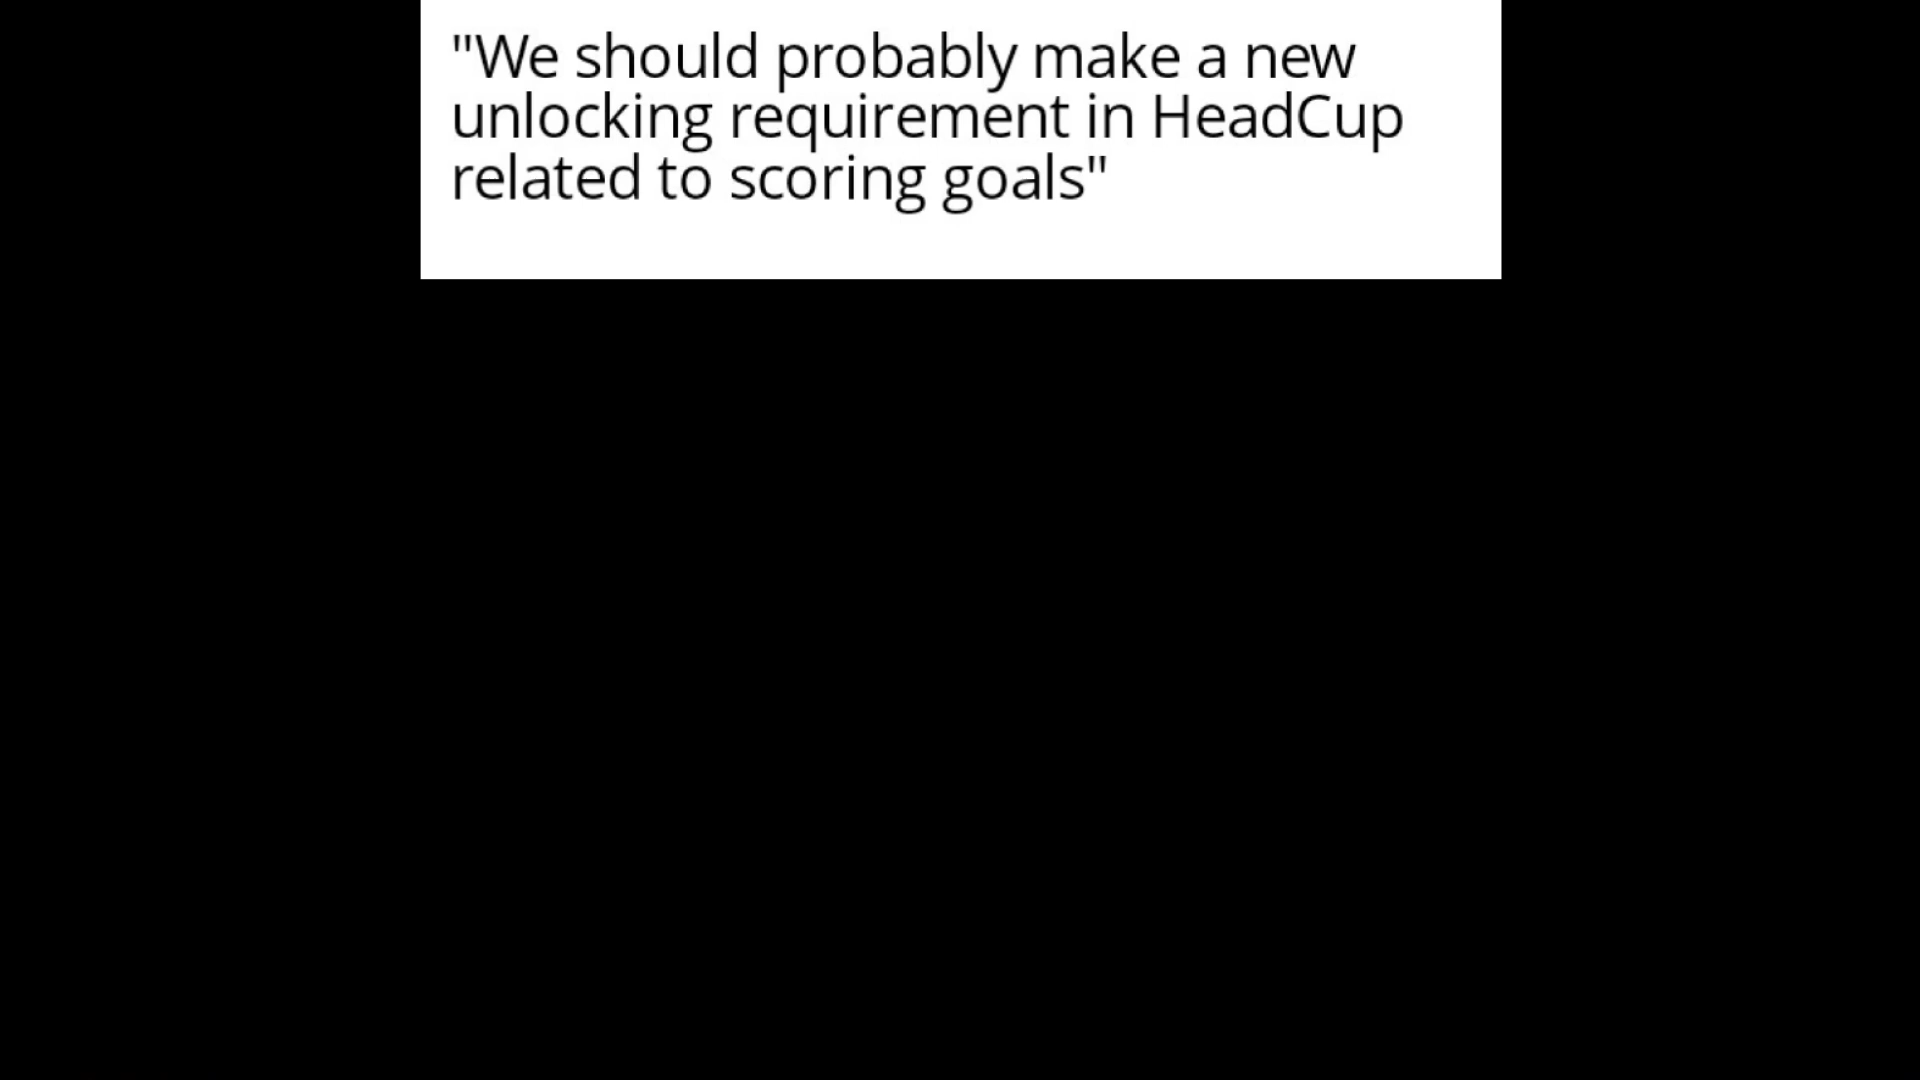 "We should probably make a new
unlocking requirement in HeadCup
related to scoring goals"